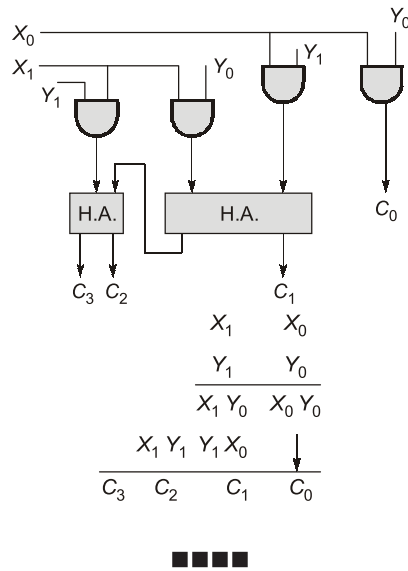 Y₀
X₀
Y₁
X₁ Y₀
Y₁
H.A. H.A.
C₀
C₃ C₂ C₁
X₁ X₀
Y₁ Y₀
X₁ Y₀ X₀ Y₀
X₁ Y₁ Y₁ X₀
C₃ C₂ C₁ C₀